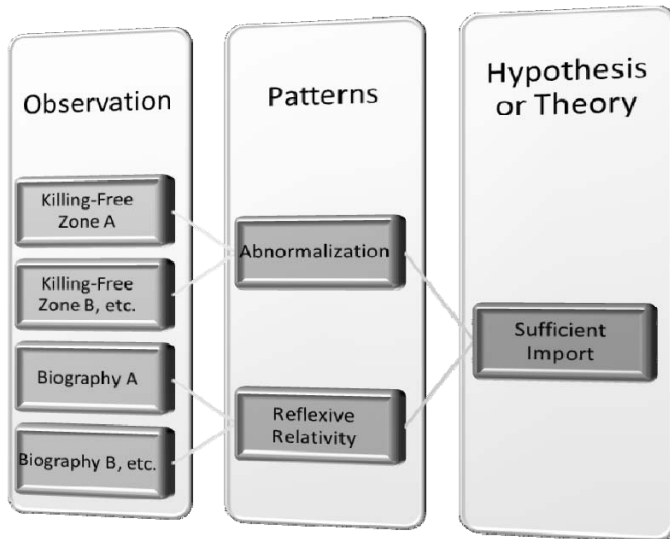 Observation
Killing-Free
Zone A
Killing-Free
Zone B, etc.
Biography A
Biography B, etc.
Patterns
Abnormalization
Reflexive
Relativity
Hypothesis
or Theory
Sufficient
Import